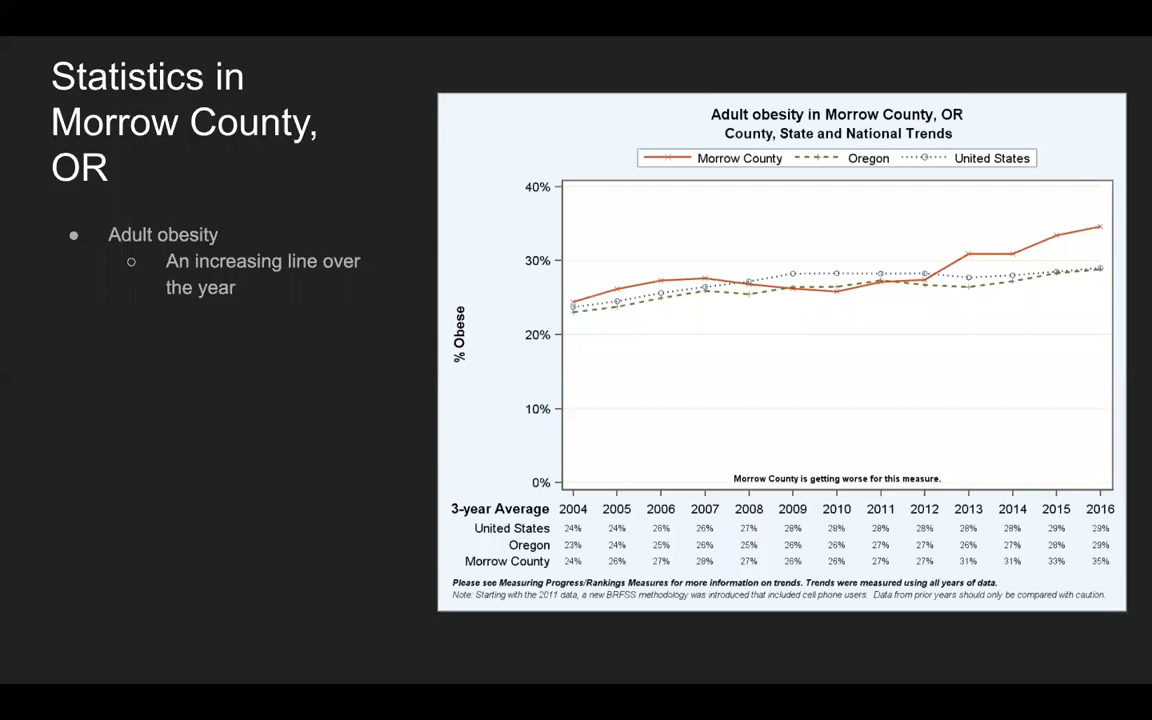 Statistics in
Morrow County,
OR
● Adult obesity
○ An increasing line over
the year
Adult obesity in Morrow County, OR
County, State and National Trends
Morrow County Oregon United States
40%
30%
20%
10%
0%
% Obese
Morrow County is getting worse for this measure.
3-year Average 2004 2005 2006 2007 2008 2009 2010 2011 2012 2013 2014 2015 2016
United States 24% 24% 26% 26% 27% 28% 28% 28% 28% 28% 28% 29% 29%
Oregon 23% 24% 25% 26% 25% 26% 26% 27% 27% 26% 27% 28% 29%
Morrow County 24% 26% 27% 28% 27% 26% 26% 27% 27% 31% 31% 33% 35%
Please see Measuring Progress/Rankings Measures for more information on trends. Trends were measured using all years of data.
Note: Starting with the 2011 data, a new BRFSS methodology was introduced that included cell phone users. Data from prior years should only be compared with caution.